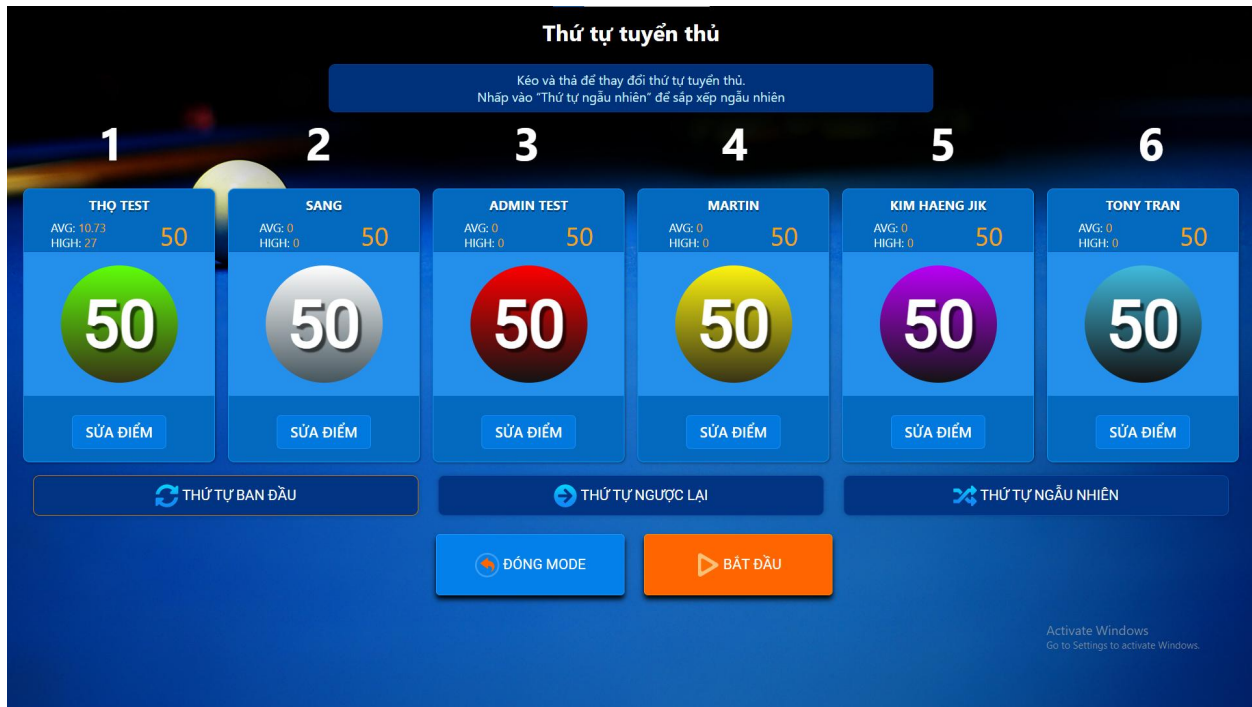 Thứ tự tuyển thủ
Kéo và thả để thay đổi thứ tự tuyển thủ.
Nhấp vào "Thứ tự ngẫu nhiên" để sắp xếp ngẫu nhiên
1 2 3 4 5 6
THỌ TEST
AVG: 10.73
HIGH: 27
50
50
SỬA ĐIỂM
SANG
AVG: 0
HIGH: 0
50
50
SỬA ĐIỂM
ADMIN TEST
AVG: 0
HIGH: 0
50
50
SỬA ĐIỂM
MARTIN
AVG: 0
HIGH: 0
50
50
SỬA ĐIỂM
KIM HAENG JIK
AVG: 0
HIGH: 0
50
50
SỬA ĐIỂM
TONY TRAN
AVG: 0
HIGH: 0
50
50
SỬA ĐIỂM
THỨ TỰ BAN ĐẦU
THỨ TỰ NGƯỢC LẠI
THỨ TỰ NGẪU NHIÊN
ĐÓNG MODE
BẮT ĐẦU
Activate Windows
Go to Settings to activate Windows.